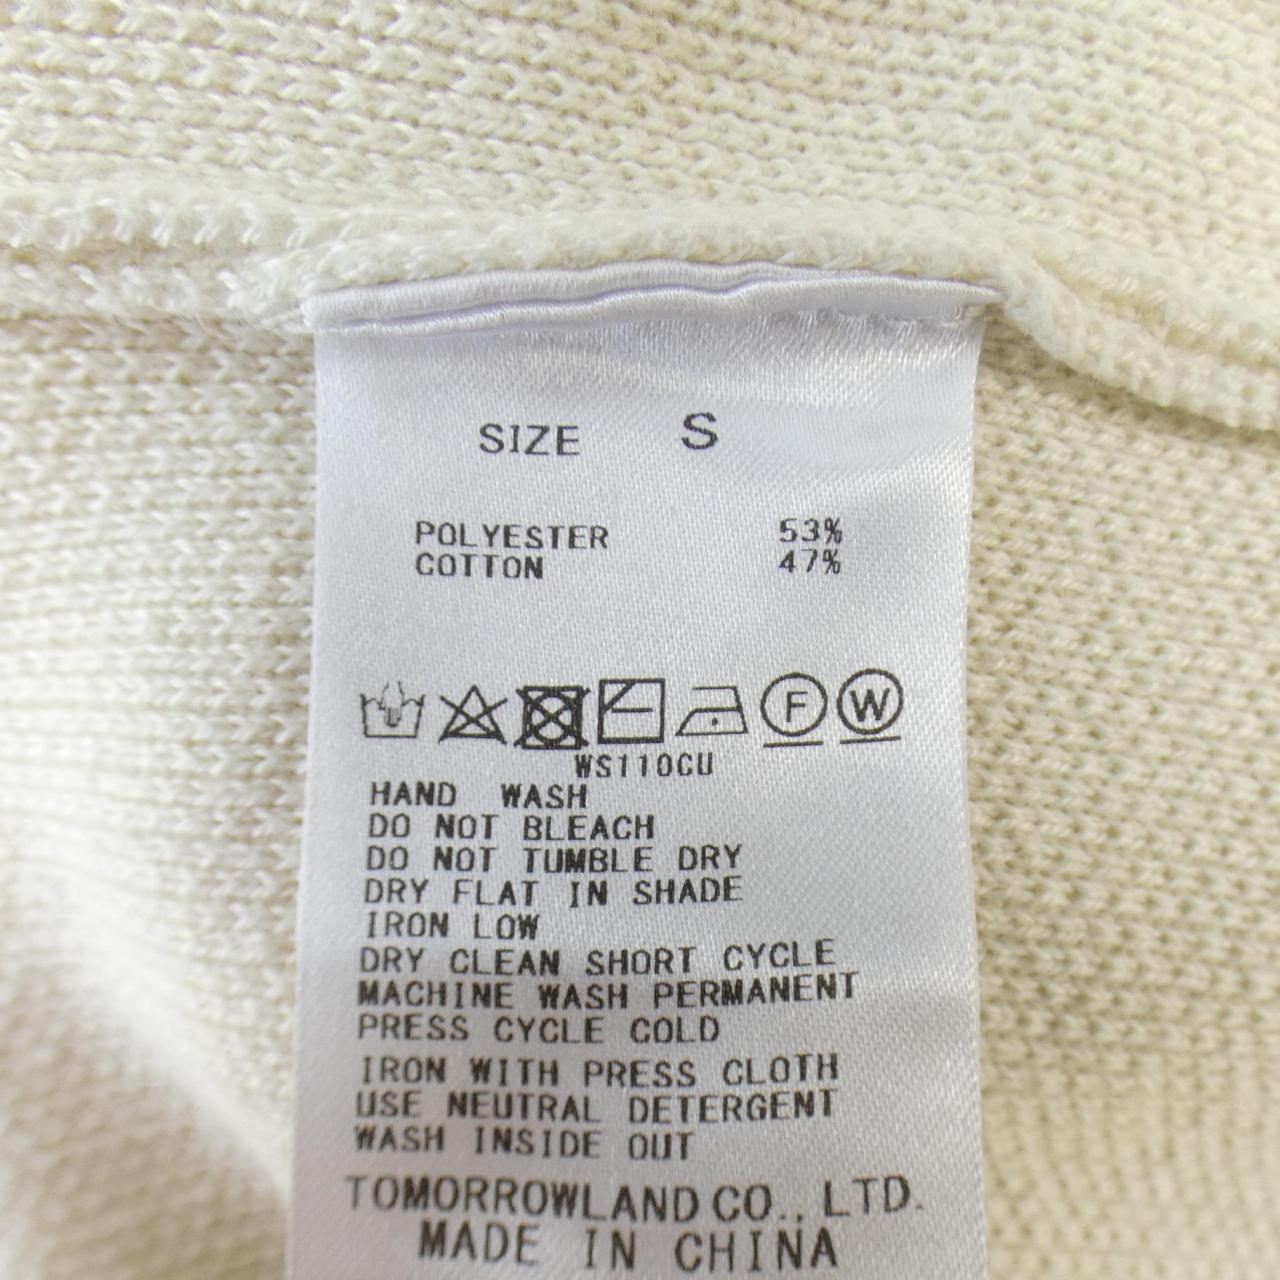 SIZE S
POLYESTER 53%
COTTON 47%
F W
WS110CU
HAND WASH
DO NOT BLEACH
DO NOT TUMBLE DRY
DRY FLAT IN SHADE
IRON LOW
DRY CLEAN SHORT CYCLE
MACHINE WASH PERMANENT
PRESS CYCLE COLD
IRON WITH PRESS CLOTH
USE NEUTRAL DETERGENT
WASH INSIDE OUT
TOMORROWLAND CO., LTD.
MADE IN CHINA